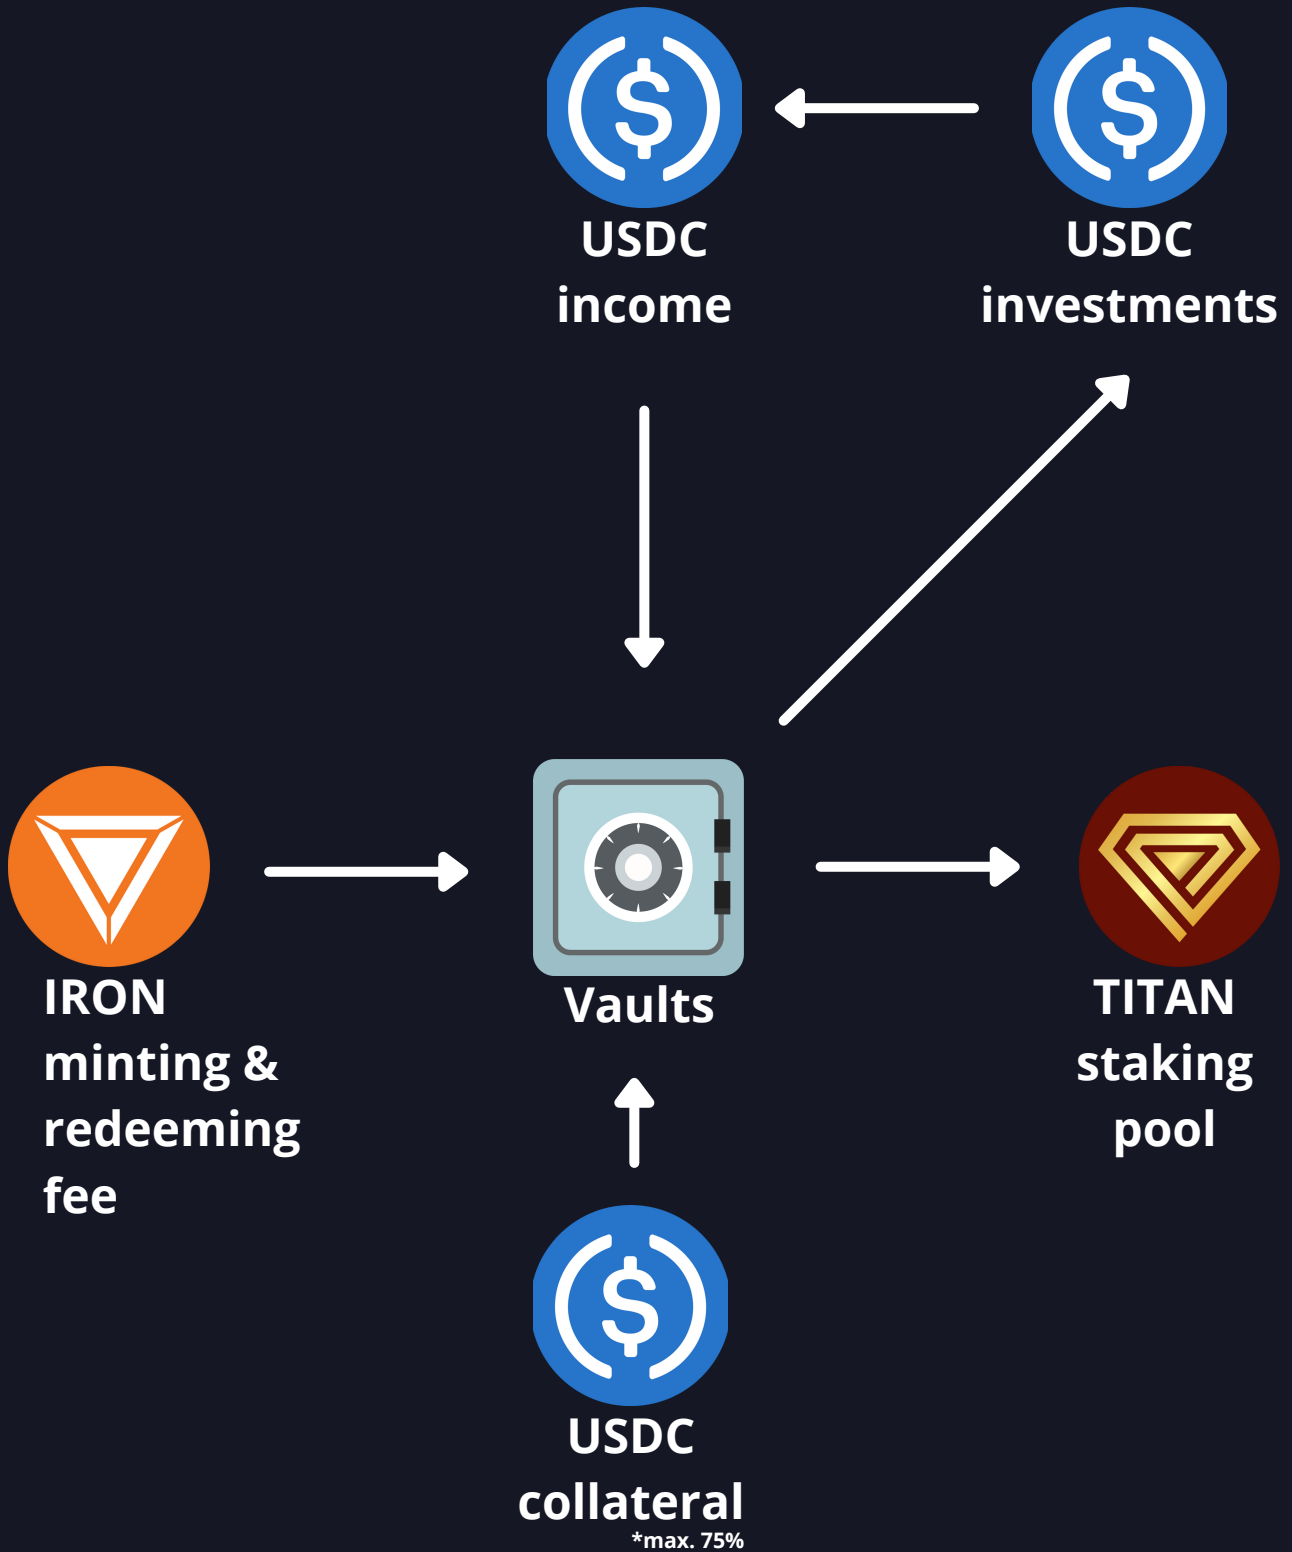 USDC
income
USDC
investments
IRON
minting &
redeeming
fee
Vaults
TITAN
staking
pool
USDC
collateral
*max. 75%